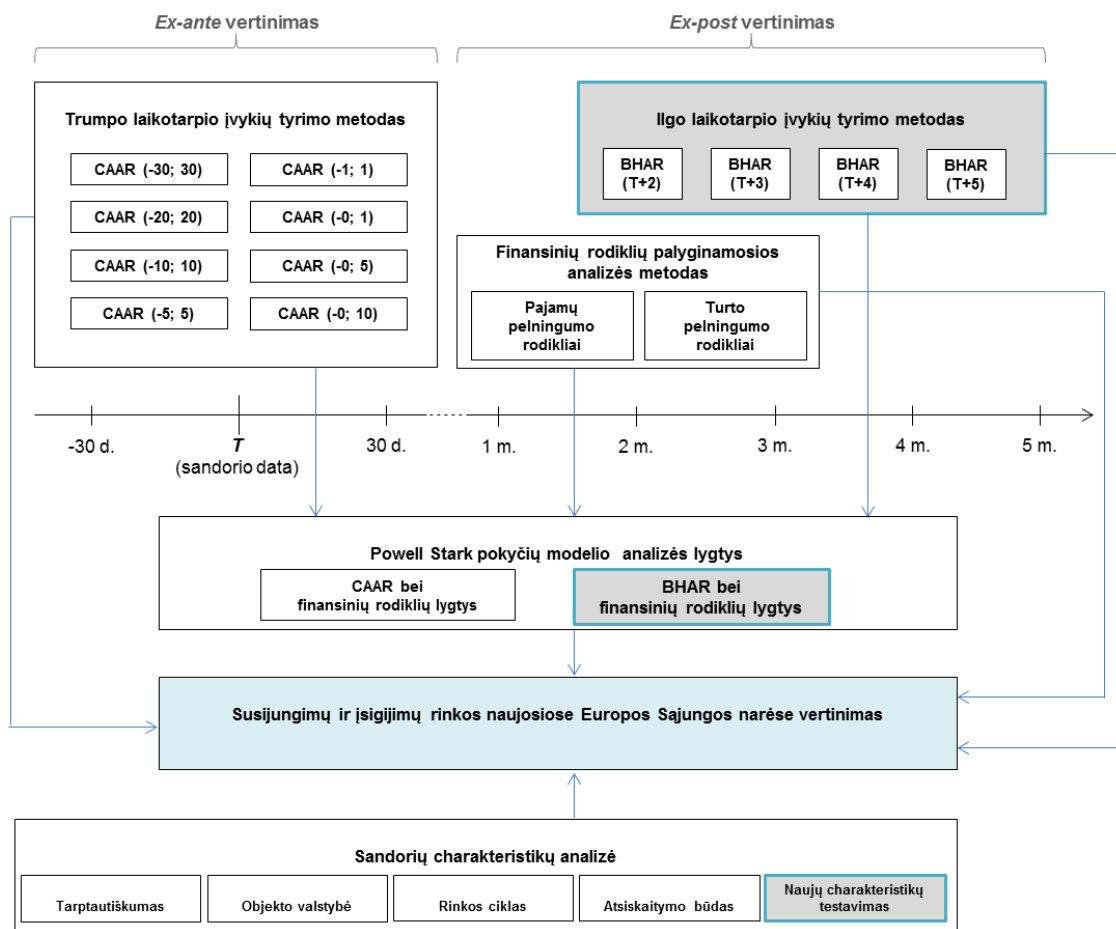 Ex-ante vertinimas
Ex-post vertinimas
Trumpo laikotarpio įvykių tyrimo metodas
CAAR (-30; 30)
CAAR (-1; 1)
CAAR (-20; 20)
CAAR (-0; 1)
CAAR (-10; 10)
CAAR (-0; 5)
CAAR (-5; 5)
CAAR (-0; 10)
Ilgo laikotarpio įvykių tyrimo metodas
BHAR
(T+2)
BHAR
(T+3)
BHAR
(T+4)
BHAR
(T+5)
Finansinių rodiklių palyginamosios
analizės metodas
Pajamų
pelningumo
rodikliai
Turto
pelningumo
rodikliai
-30 d.
T
(sandorio data)
30 d.
1 m.
2 m.
3 m.
4 m.
5 m.
Powell Stark pokyčių modelio analizės lygtys
CAAR bei
finansinių rodiklių lygtys
BHAR bei
finansinių rodiklių lygtys
Susijungimų ir įsigijimų rinkos naujosiose Europos Sąjungos narėse vertinimas
Sandorių charakteristikų analizė
Tarptautiškumas
Objekto valstybė
Rinkos ciklas
Atsiskaitymo būdas
Naujų charakteristikų
testavimas